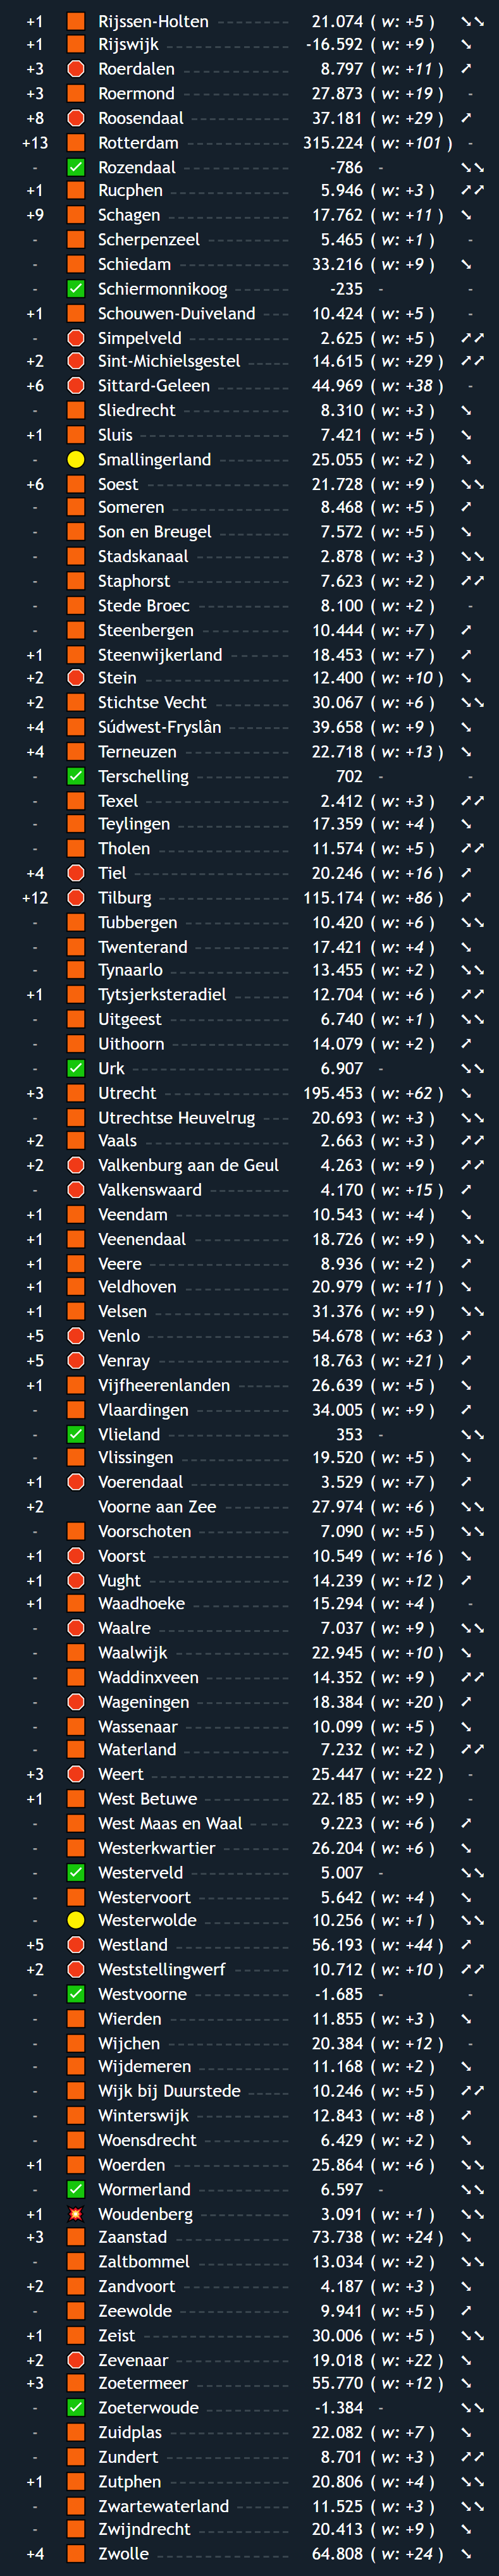 +1 Rijssen-Holten 21.074 ( w: +5 ) ↘↘
+1 Rijswijk -16.592 ( w: +9 ) ↘
+3 Roerdalen 8.797 ( w: +11 ) ↗
+3 Roermond 27.873 ( w: +19 ) -
+8 Roosendaal 37.181 ( w: +29 ) ↗
+13 Rotterdam 315.224 ( w: +101 ) -
- Rozendaal -786 - ↘↘
+1 Rucphen 5.946 ( w: +3 ) ↗↗
+9 Schagen 17.762 ( w: +11 ) ↘
- Scherpenzeel 5.465 ( w: +1 ) -
- Schiedam 33.216 ( w: +9 ) ↘
- Schiermonnikoog -235 - -
+1 Schouwen-Duiveland 10.424 ( w: +5 ) -
- Simpelveld 2.625 ( w: +5 ) ↗↗
+2 Sint-Michielsgestel 14.615 ( w: +29 ) ↗↗
+6 Sittard-Geleen 44.969 ( w: +38 ) -
- Sliedrecht 8.310 ( w: +3 ) ↘
+1 Sluis 7.421 ( w: +5 ) ↘
- Smallingerland 25.055 ( w: +2 ) ↘
+6 Soest 21.728 ( w: +9 ) ↘↘
- Someren 8.468 ( w: +5 ) ↗
- Son en Breugel 7.572 ( w: +5 ) ↘
- Stadskanaal 2.878 ( w: +3 ) ↘↘
- Staphorst 7.623 ( w: +2 ) ↗↗
- Stede Broec 8.100 ( w: +2 ) -
- Steenbergen 10.444 ( w: +7 ) ↗
+1 Steenwijkerland 18.453 ( w: +7 ) ↗
+2 Stein 12.400 ( w: +10 ) ↘
+2 Stichtse Vecht 30.067 ( w: +6 ) ↘↘
+4 Súdwest-Fryslân 39.658 ( w: +9 ) ↘
+4 Terneuzen 22.718 ( w: +13 ) ↘
- Terschelling 702 - -
- Texel 2.412 ( w: +3 ) ↗↗
- Teylingen 17.359 ( w: +4 ) ↘
- Tholen 11.574 ( w: +5 ) ↗↗
+4 Tiel 20.246 ( w: +16 ) ↗
+12 Tilburg 115.174 ( w: +86 ) ↗
- Tubbergen 10.420 ( w: +6 ) ↘↘
- Twenterand 17.421 ( w: +4 ) ↘
- Tynaarlo 13.455 ( w: +2 ) ↘↘
+1 Tytsjerksteradiel 12.704 ( w: +6 ) ↗↗
- Uitgeest 6.740 ( w: +1 ) ↘↘
- Uithoorn 14.079 ( w: +2 ) ↗
- Urk 6.907 - ↘↘
+3 Utrecht 195.453 ( w: +62 ) ↘
- Utrechtse Heuvelrug 20.693 ( w: +3 ) ↘↘
+2 Vaals 2.663 ( w: +3 ) ↗↗
+2 Valkenburg aan de Geul 4.263 ( w: +9 ) ↗↗
- Valkenswaard 4.170 ( w: +15 ) ↗
+1 Veendam 10.543 ( w: +4 ) ↘
+1 Veenendaal 18.726 ( w: +9 ) ↘↘
+1 Veere 8.936 ( w: +2 ) ↗
+1 Veldhoven 20.979 ( w: +11 ) ↘
+1 Velsen 31.376 ( w: +9 ) ↘↘
+5 Venlo 54.678 ( w: +63 ) ↗
+5 Venray 18.763 ( w: +21 ) ↗
+1 Vijfheerenlanden 26.639 ( w: +5 ) ↘
- Vlaardingen 34.005 ( w: +9 ) ↗
- Vlieland 353 - ↘↘
- Vlissingen 19.520 ( w: +5 ) ↘
+1 Voerendaal 3.529 ( w: +7 ) ↗
+2 Voorne aan Zee 27.974 ( w: +6 ) ↘↘
- Voorschoten 7.090 ( w: +5 ) ↘↘
+1 Voorst 10.549 ( w: +16 ) ↘
+1 Vught 14.239 ( w: +12 ) ↗
+1 Waadhoeke 15.294 ( w: +4 ) -
- Waalre 7.037 ( w: +9 ) ↘↘
- Waalwijk 22.945 ( w: +10 ) ↘
- Waddinxveen 14.352 ( w: +9 ) ↗↗
- Wageningen 18.384 ( w: +20 ) ↗
- Wassenaar 10.099 ( w: +5 ) ↘
- Waterland 7.232 ( w: +2 ) ↗↗
+3 Weert 25.447 ( w: +22 ) -
+1 West Betuwe 22.185 ( w: +9 ) -
- West Maas en Waal 9.223 ( w: +6 ) ↗
- Westerkwartier 26.204 ( w: +6 ) ↘
- Westerveld 5.007 - ↘↘
- Westervoort 5.642 ( w: +4 ) ↘
- Westerwolde 10.256 ( w: +1 ) ↘↘
+5 Westland 56.193 ( w: +44 ) ↗
+2 Weststellingwerf 10.712 ( w: +10 ) ↗↗
- Westvoorne -1.685 - -
- Wierden 11.855 ( w: +3 ) ↘
- Wijchen 20.384 ( w: +12 ) -
- Wijdemeren 11.168 ( w: +2 ) ↘
- Wijk bij Duurstede 10.246 ( w: +5 ) ↗↗
- Winterswijk 12.843 ( w: +8 ) ↗
- Woensdrecht 6.429 ( w: +2 ) ↘
+1 Woerden 25.864 ( w: +6 ) ↘↘
- Wormerland 6.597 - ↘↘
+1 Woudenberg 3.091 ( w: +1 ) ↘↘
+3 Zaanstad 73.738 ( w: +24 ) ↘
- Zaltbommel 13.034 ( w: +2 ) ↘↘
+2 Zandvoort 4.187 ( w: +3 ) ↘
- Zeewolde 9.941 ( w: +5 ) ↗
+1 Zeist 30.006 ( w: +5 ) ↘↘
+2 Zevenaar 19.018 ( w: +22 ) ↘
+3 Zoetermeer 55.770 ( w: +12 ) ↘
- Zoeterwoude -1.384 - ↘↘
- Zuidplas 22.082 ( w: +7 ) ↘
- Zundert 8.701 ( w: +3 ) ↗↗
+1 Zutphen 20.806 ( w: +4 ) ↘↘
- Zwartewaterland 11.525 ( w: +3 ) ↘↘
- Zwijndrecht 20.413 ( w: +9 ) ↘
+4 Zwolle 64.808 ( w: +24 ) ↘